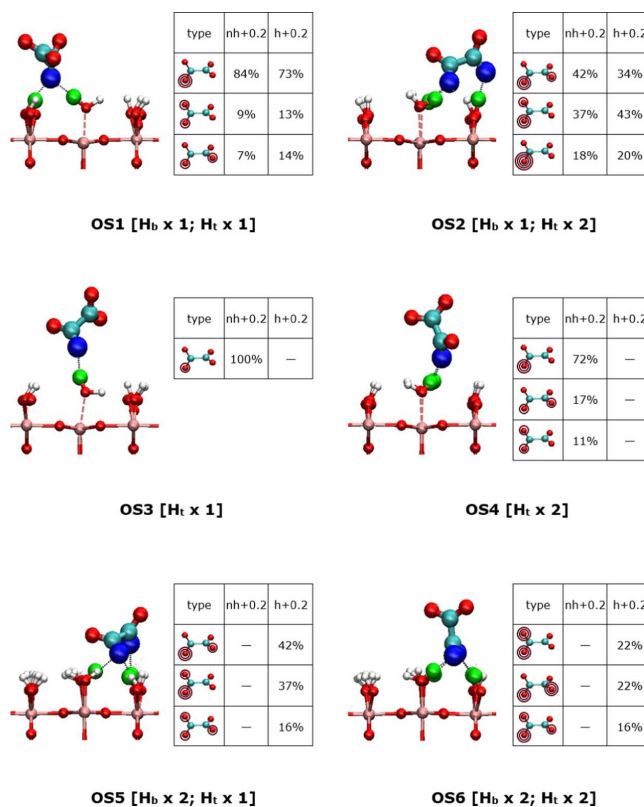 type nh+0.2 h+0.2
84% 73%
9% 13%
7% 14%
OS1 [Hb x 1; Ht x 1]
type nh+0.2 h+0.2
42% 34%
37% 43%
18% 20%
OS2 [Hb x 1; Ht x 2]
type nh+0.2 h+0.2
100% —
OS3 [Ht x 1]
type nh+0.2 h+0.2
72% —
17% —
11% —
OS4 [Ht x 2]
type nh+0.2 h+0.2
— 42%
— 37%
— 16%
OS5 [Hb x 2; Ht x 1]
type nh+0.2 h+0.2
— 22%
— 22%
— 16%
OS6 [Hb x 2; Ht x 2]